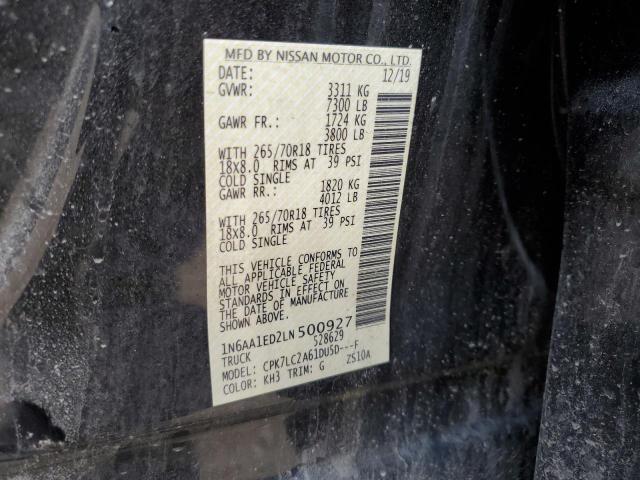 MFD BY NISSAN MOTOR CO., LTD.
DATE: 12/19
GVWR: 3311 KG
7300 LB
GAWR FR.: 1724 KG
3800 LB
WITH 265/70R18 TIRES
18X8.0 RIMS AT 39 PSI
COLD SINGLE
GAWR RR.: 1820 KG
4012 LB
WITH 265/70R18 TIRES
18X8.0 RIMS AT 39 PSI
COLD SINGLE
THIS VEHICLE CONFORMS TO
ALL APPLICABLE FEDERAL
MOTOR VEHICLE SAFETY
STANDARDS IN EFFECT ON
THE DATE OF MANUFACTURE
SHOWN ABOVE.
1N6AA1ED2LN500927
TRUCK 528629
MODEL: CPK7LC2A61DU5D---F
COLOR: KH3 TRIM: G ZS10A